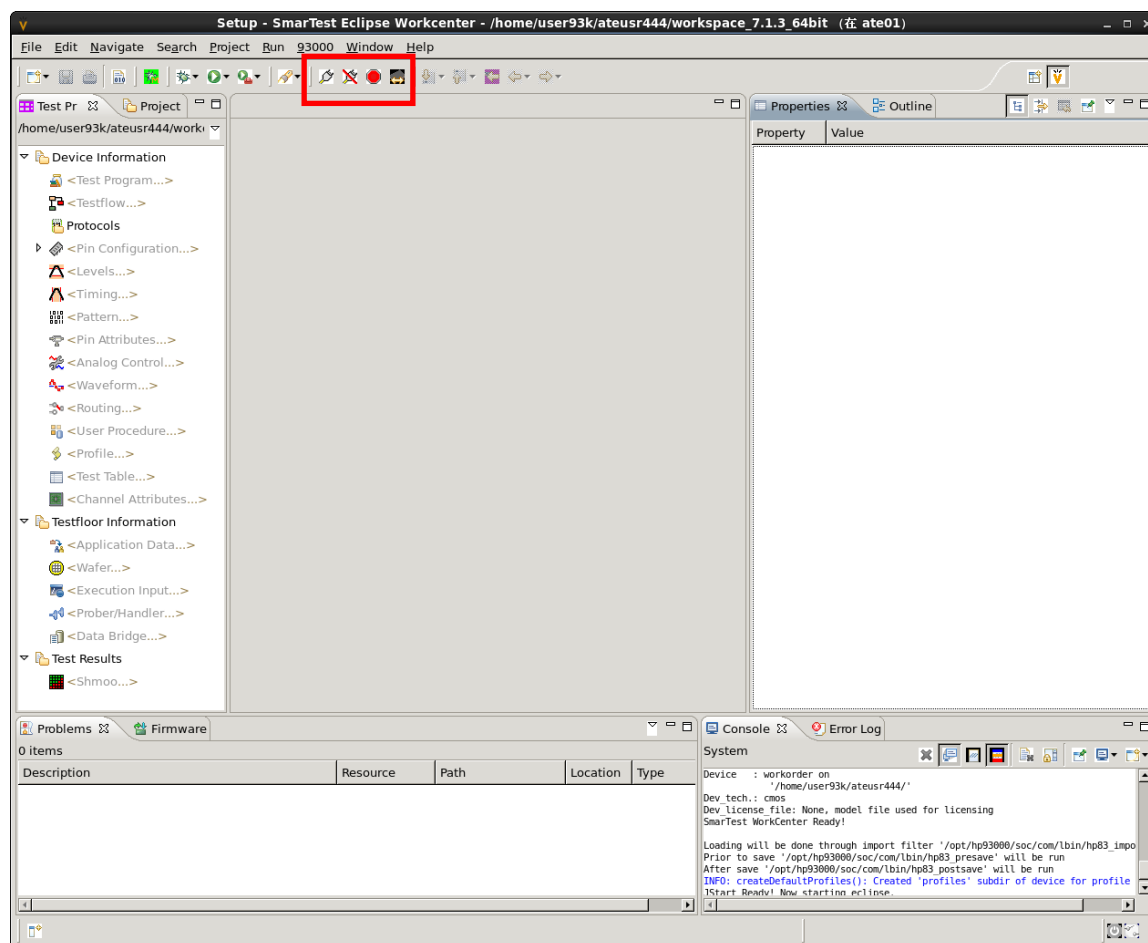 Setup - SmarTest Eclipse Workcenter - /home/user93k/ateusr444/workspace_7.1.3_64bit (在 ate01)
File Edit Navigate Search Project Run 93000 Window Help
Test Pr Project
Properties Outline
/home/user93k/ateusr444/work
Property Value
Device Information
<Test Program...>
<Testflow...>
Protocols
<Pin Configuration...>
<Levels...>
<Timing...>
<Pattern...>
<Pin Attributes...>
<Analog Control...>
<Waveform...>
<Routing...>
<User Procedure...>
<Profile...>
<Test Table...>
<Channel Attributes...>
Testfloor Information
<Application Data...>
<Wafer...>
<Execution Input...>
<Prober/Handler...>
<Data Bridge...>
Test Results
<Shmoo...>
Problems Firmware
0 items
Description Resource Path Location Type
Console Error Log
System
Device : workorder on
'/home/user93k/ateusr444/'
Dev_tech.: cmos
Dev_license_file: None, model file used for licensing
SmarTest WorkCenter Ready!
Loading will be done through import filter '/opt/hp93000/soc/com/lbin/hp83_impo
Prior to save '/opt/hp93000/soc/com/lbin/hp83_presave' will be run
After save '/opt/hp93000/soc/com/lbin/hp83_postsave' will be run
INFO: createDefaultProfiles(): Created 'profiles' subdir of device for profile
]Start Ready! Now starting eclipse.